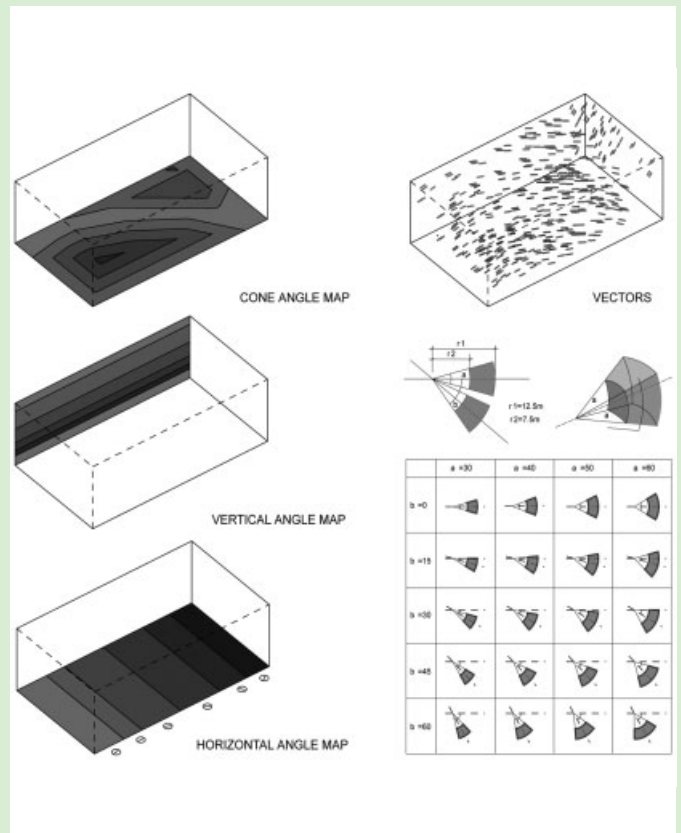 CONE ANGLE MAP
VECTORS
r1
r2
a
b
r1=12.5m
r2=7.5m
a
a
VERTICAL ANGLE MAP
a =30
a =40
a =50
a =60
b =0
b =15
b =30
b =45
b =60
HORIZONTAL ANGLE MAP